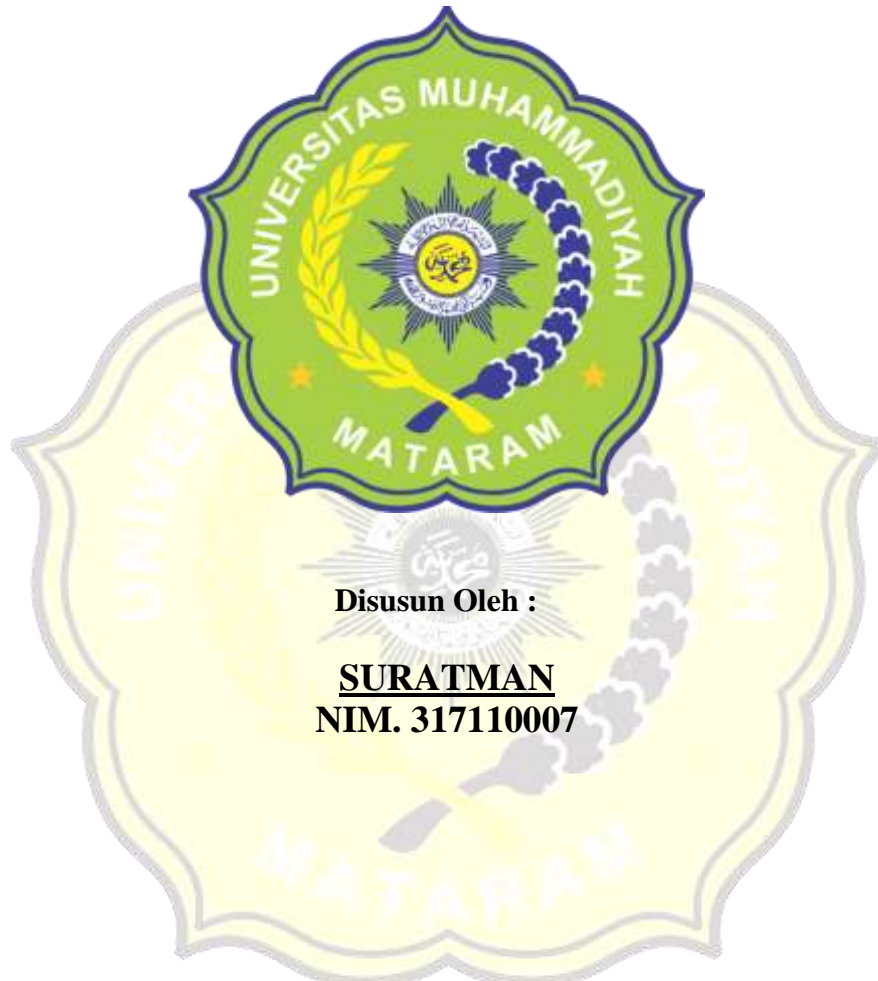 UNIVERSITAS MUHAMMADIYAH
MATARAM
Disusun Oleh :
SURATMAN
NIM. 317110007